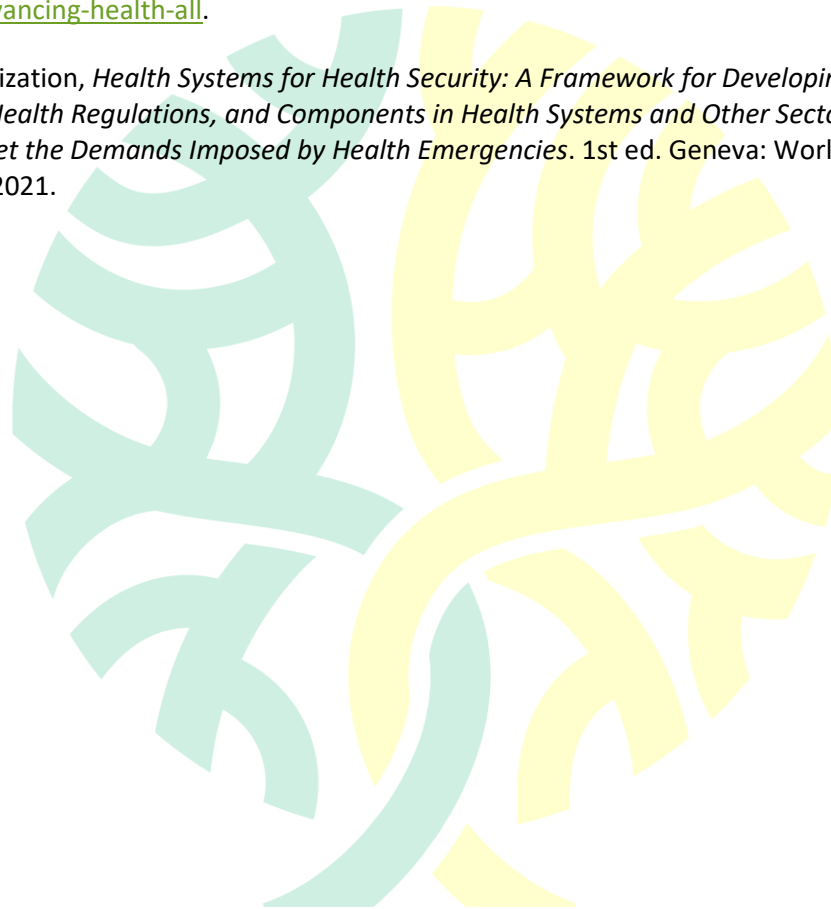 vancing-health-all.
ization, Health Systems for Health Security: A Framework for Developin
Health Regulations, and Components in Health Systems and Other Secto
et the Demands Imposed by Health Emergencies. 1st ed. Geneva: Worl
2021.